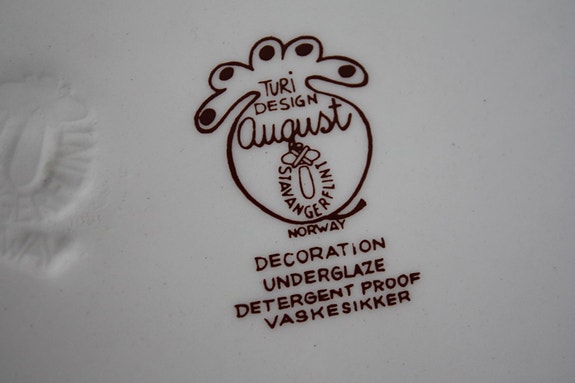 TURi
DESIGN
august
STAVANGERFLINT
NORWAY
DECORATiON
UNDERGLAZE
DETERGENT PROOF
VASKESIKKER